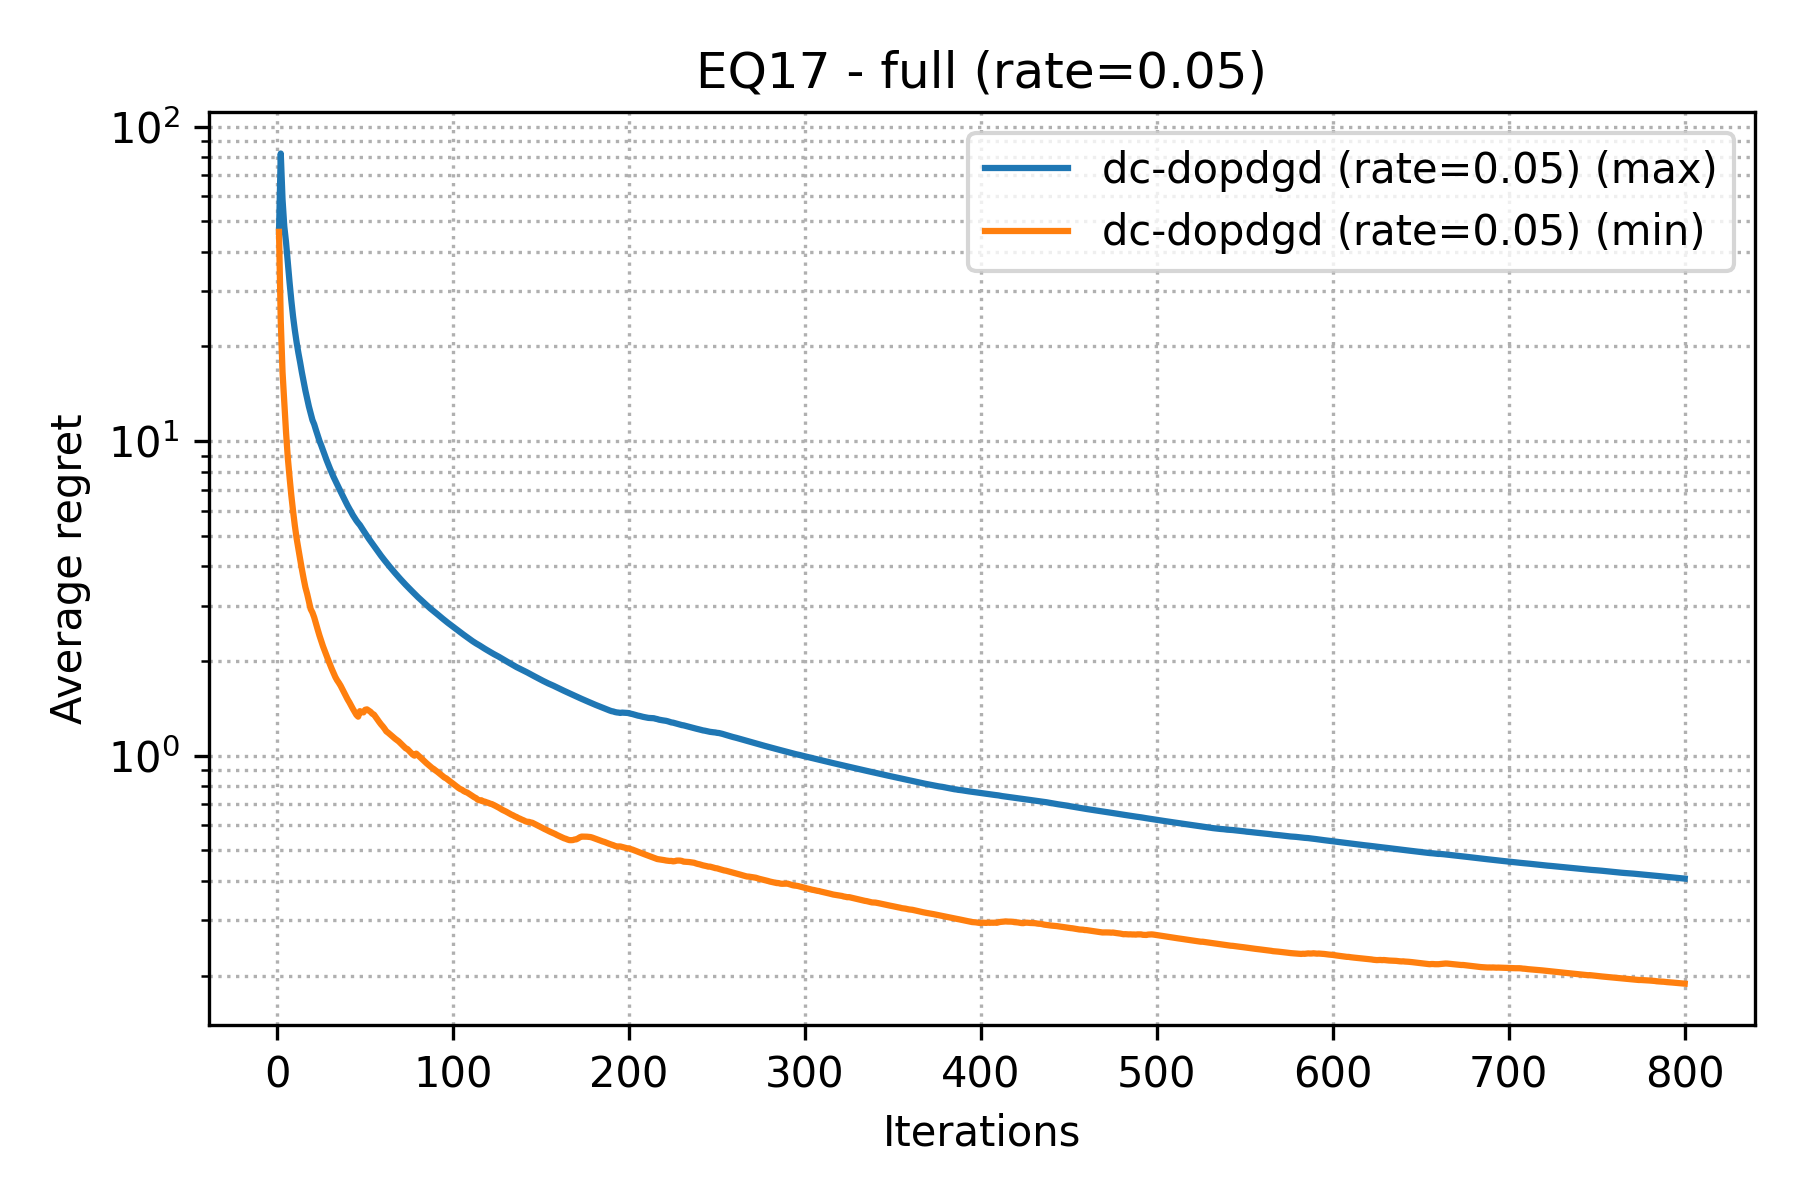 EQ17 - full (rate=0.05)
dc-dopdgd (rate=0.05) (max)
dc-dopdgd (rate=0.05) (min)
Average regret
10²
10¹
10⁰
0 100 200 300 400 500 600 700 800
Iterations